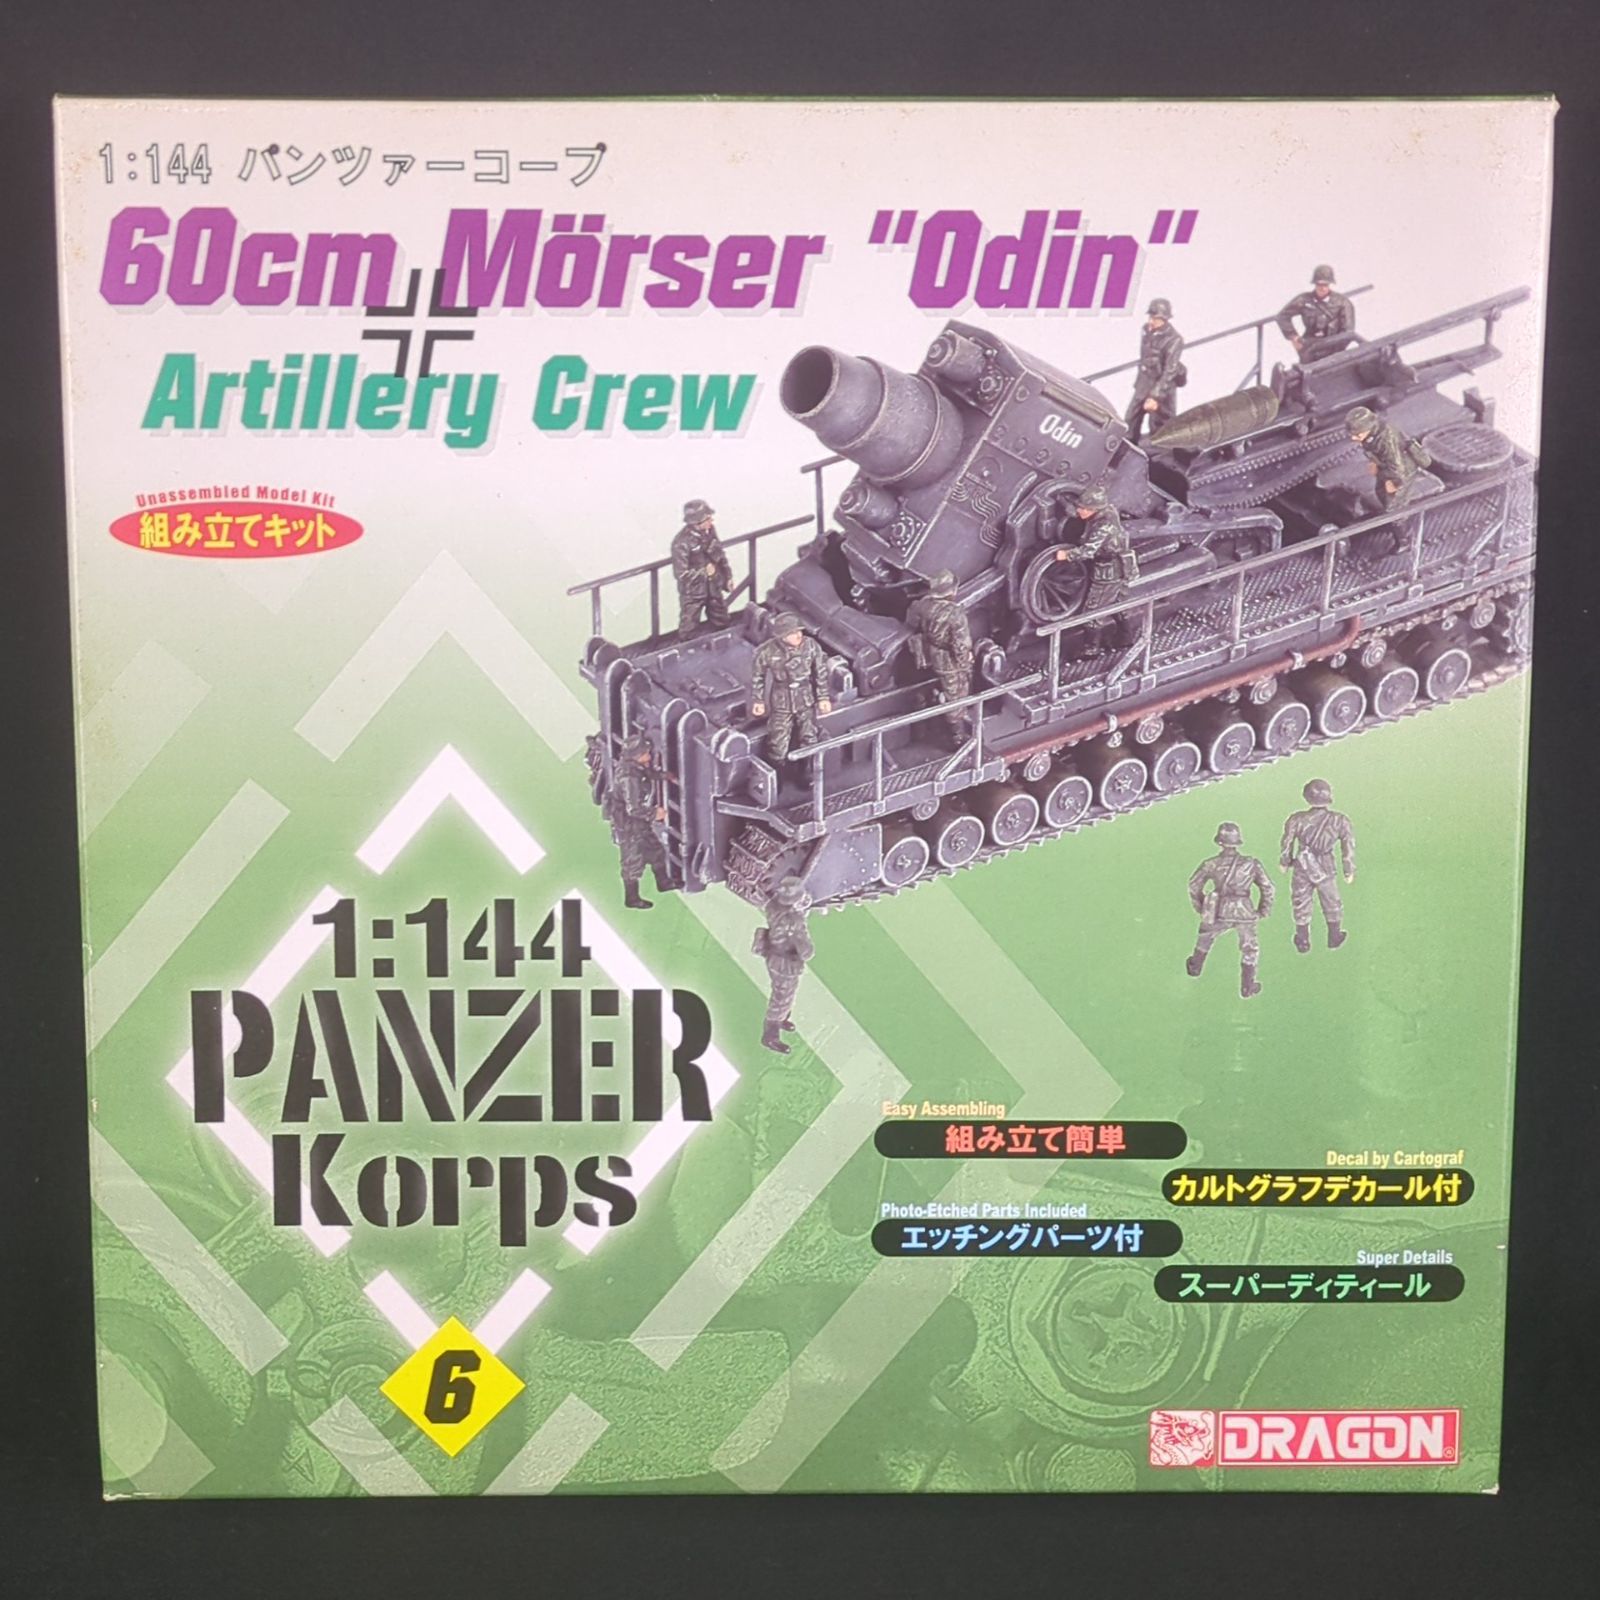 1:144 パンツァーコープ
60cm Mörser "Odin"
Artillery Crew
Unassembled Model Kit
組み立てキット
Odin
1:144
PANZER
Korps
6
Easy Assembling
組み立て簡単
Decal by Cartograf
カルトグラフデカール付
Photo-Etched Parts Included
エッチングパーツ付
Super Details
スーパーディティール
DRAGON